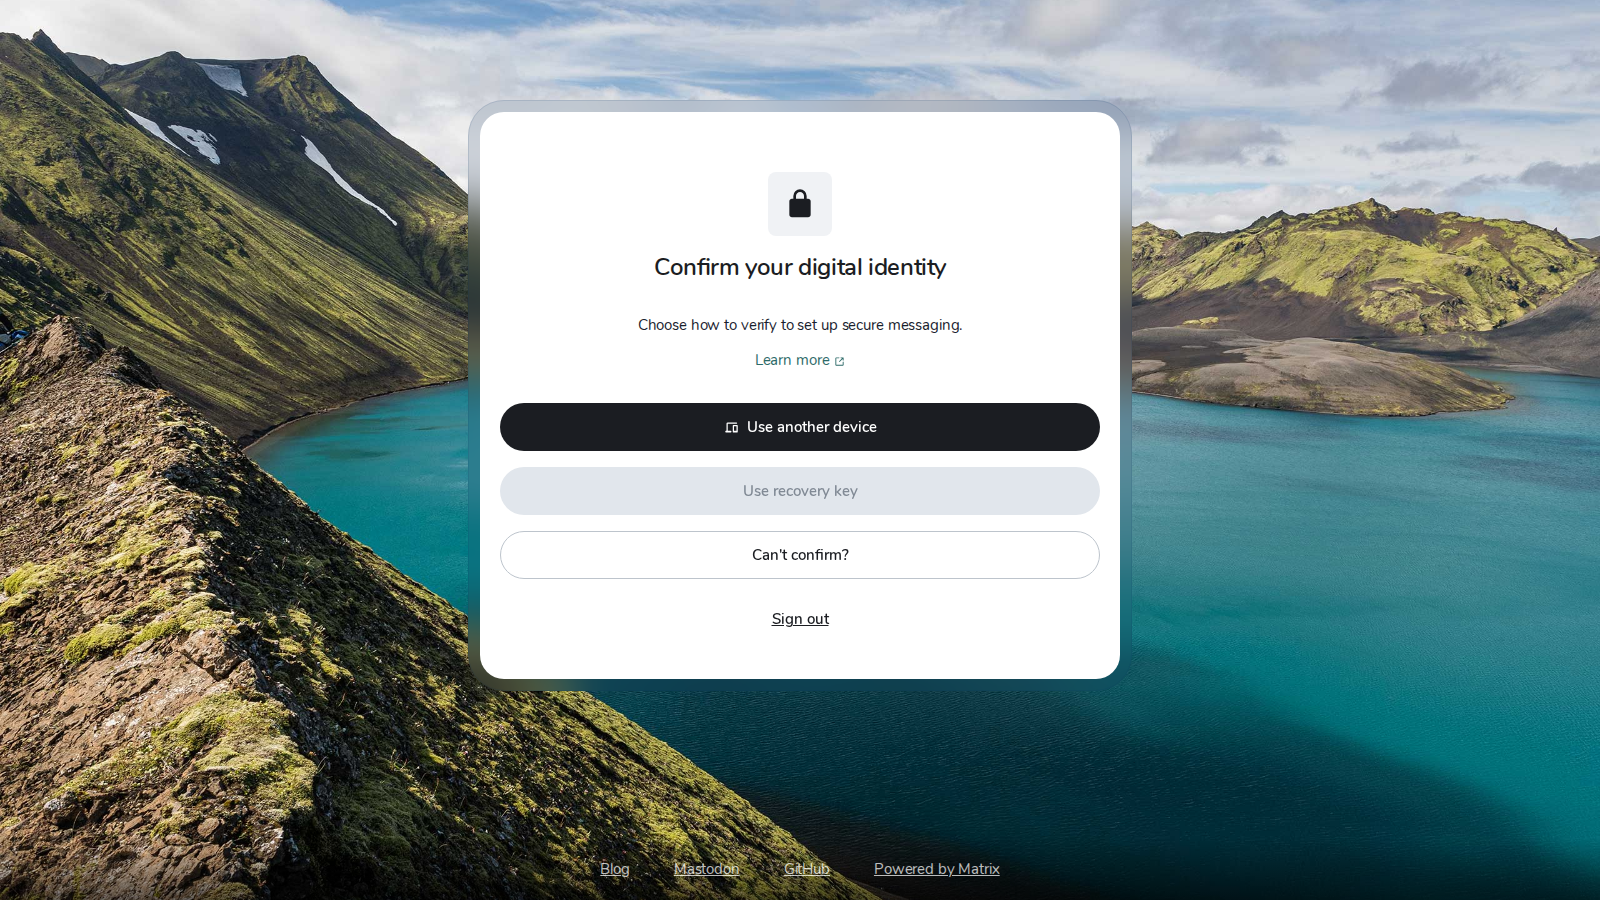 Confirm your digital identity
Choose how to verify to set up secure messaging.
Learn more
Use another device
Use recovery key
Can't confirm?
Sign out
Blog Mastodon GitHub Powered by Matrix